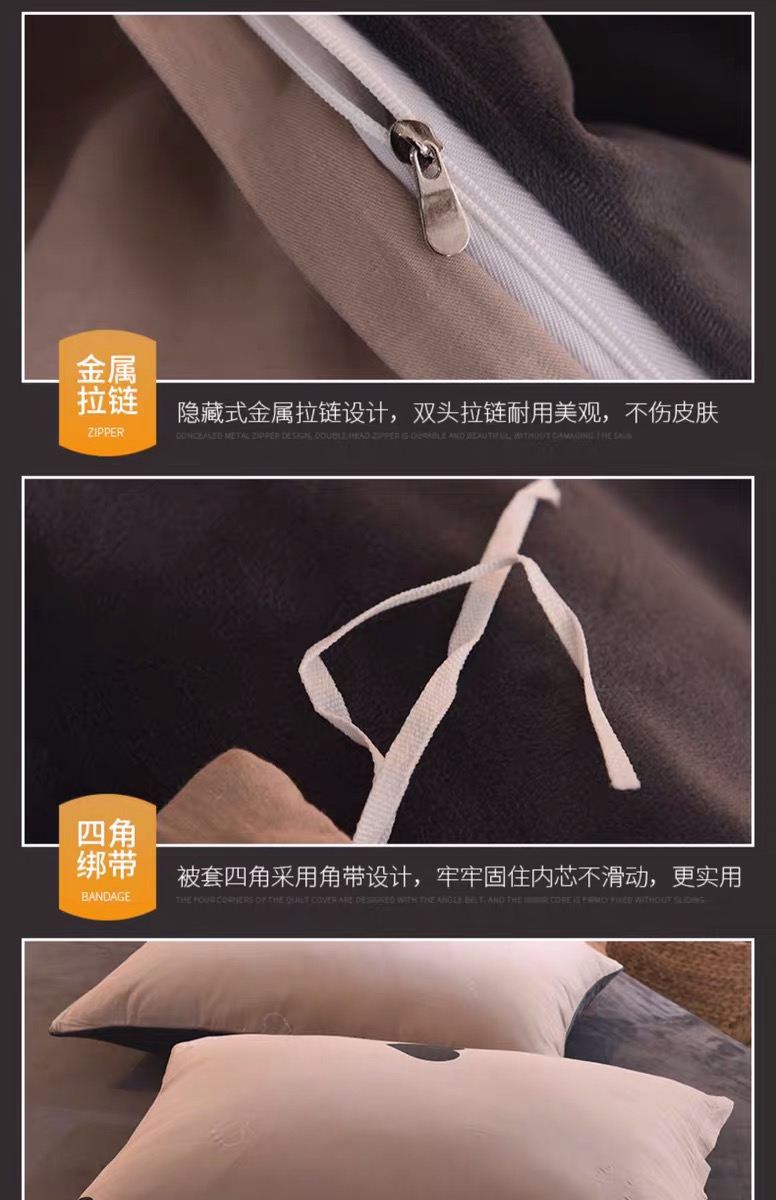 金属
拉链
ZIPPER
隐藏式金属拉链设计，双头拉链耐用美观，不伤皮肤
CONCEALED METAL ZIPPER DESIGN, DOUBLE-HEAD ZIPPER IS DURABLE AND BEAUTIFUL, WITHOUT DAMAGING THE SKIN
四角
绑带
BANDAGE
被套四角采用角带设计，牢牢固住内芯不滑动，更实用
THE FOUR CORNERS OF THE QUILT COVER ARE DESIGNED WITH THE ANGLE BELT, AND THE INNER CORE IS FIRMLY FIXED WITHOUT SLIDING